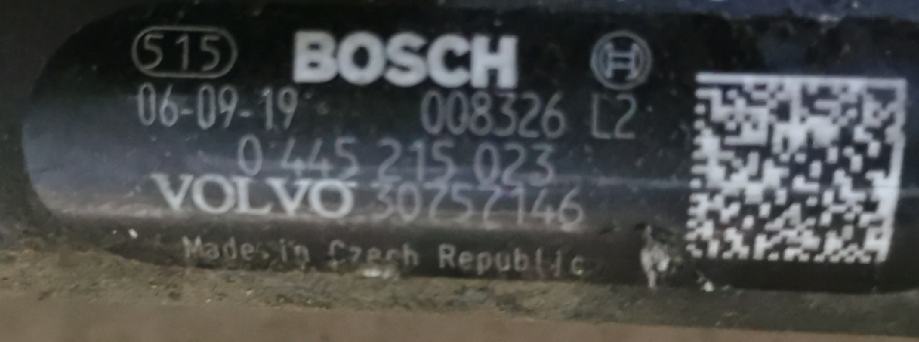 515 BOSCH
06-09-19 008326 L2
0 445 215 023
VOLVO 30757146
Made in Czech Republic